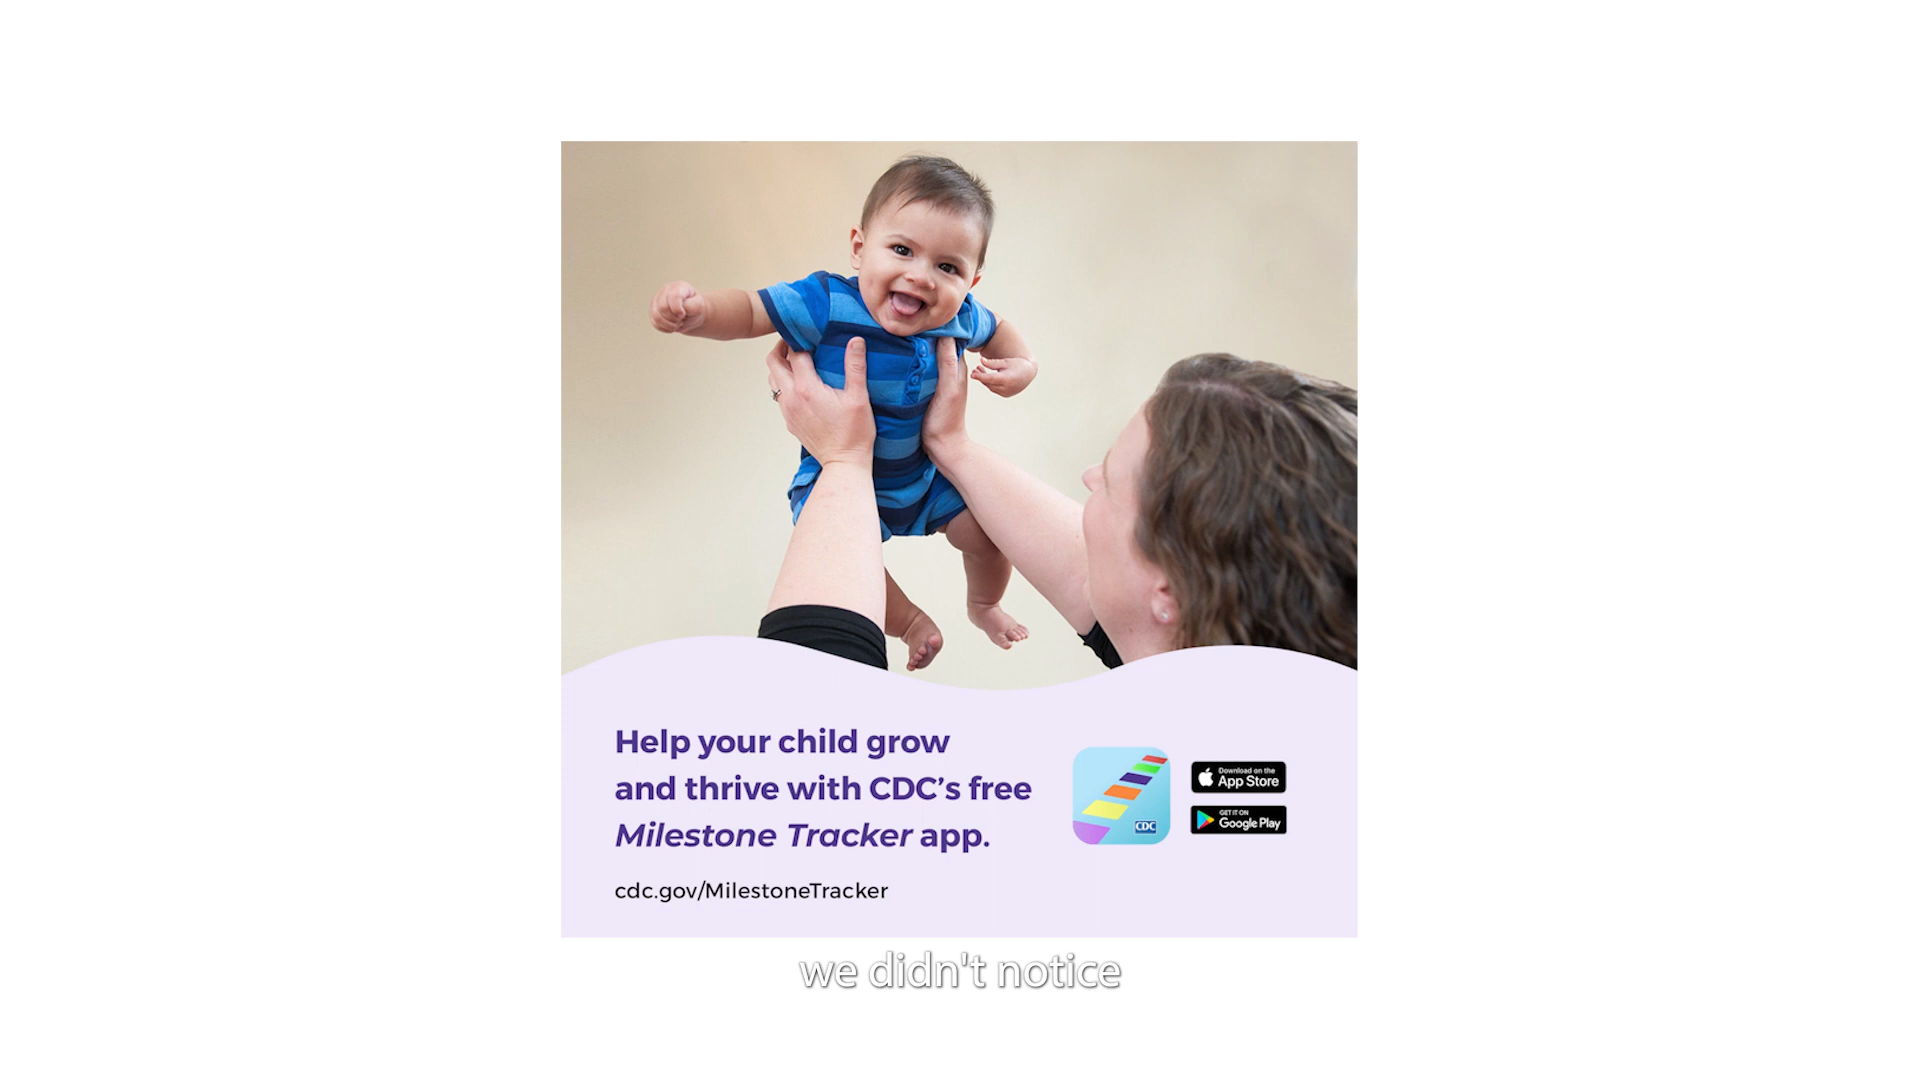 Help your child grow
and thrive with CDC’s free
Milestone Tracker app.
cdc.gov/MilestoneTracker
CDC
Download on the
App Store
GET IT ON
Google Play
we didn't notice